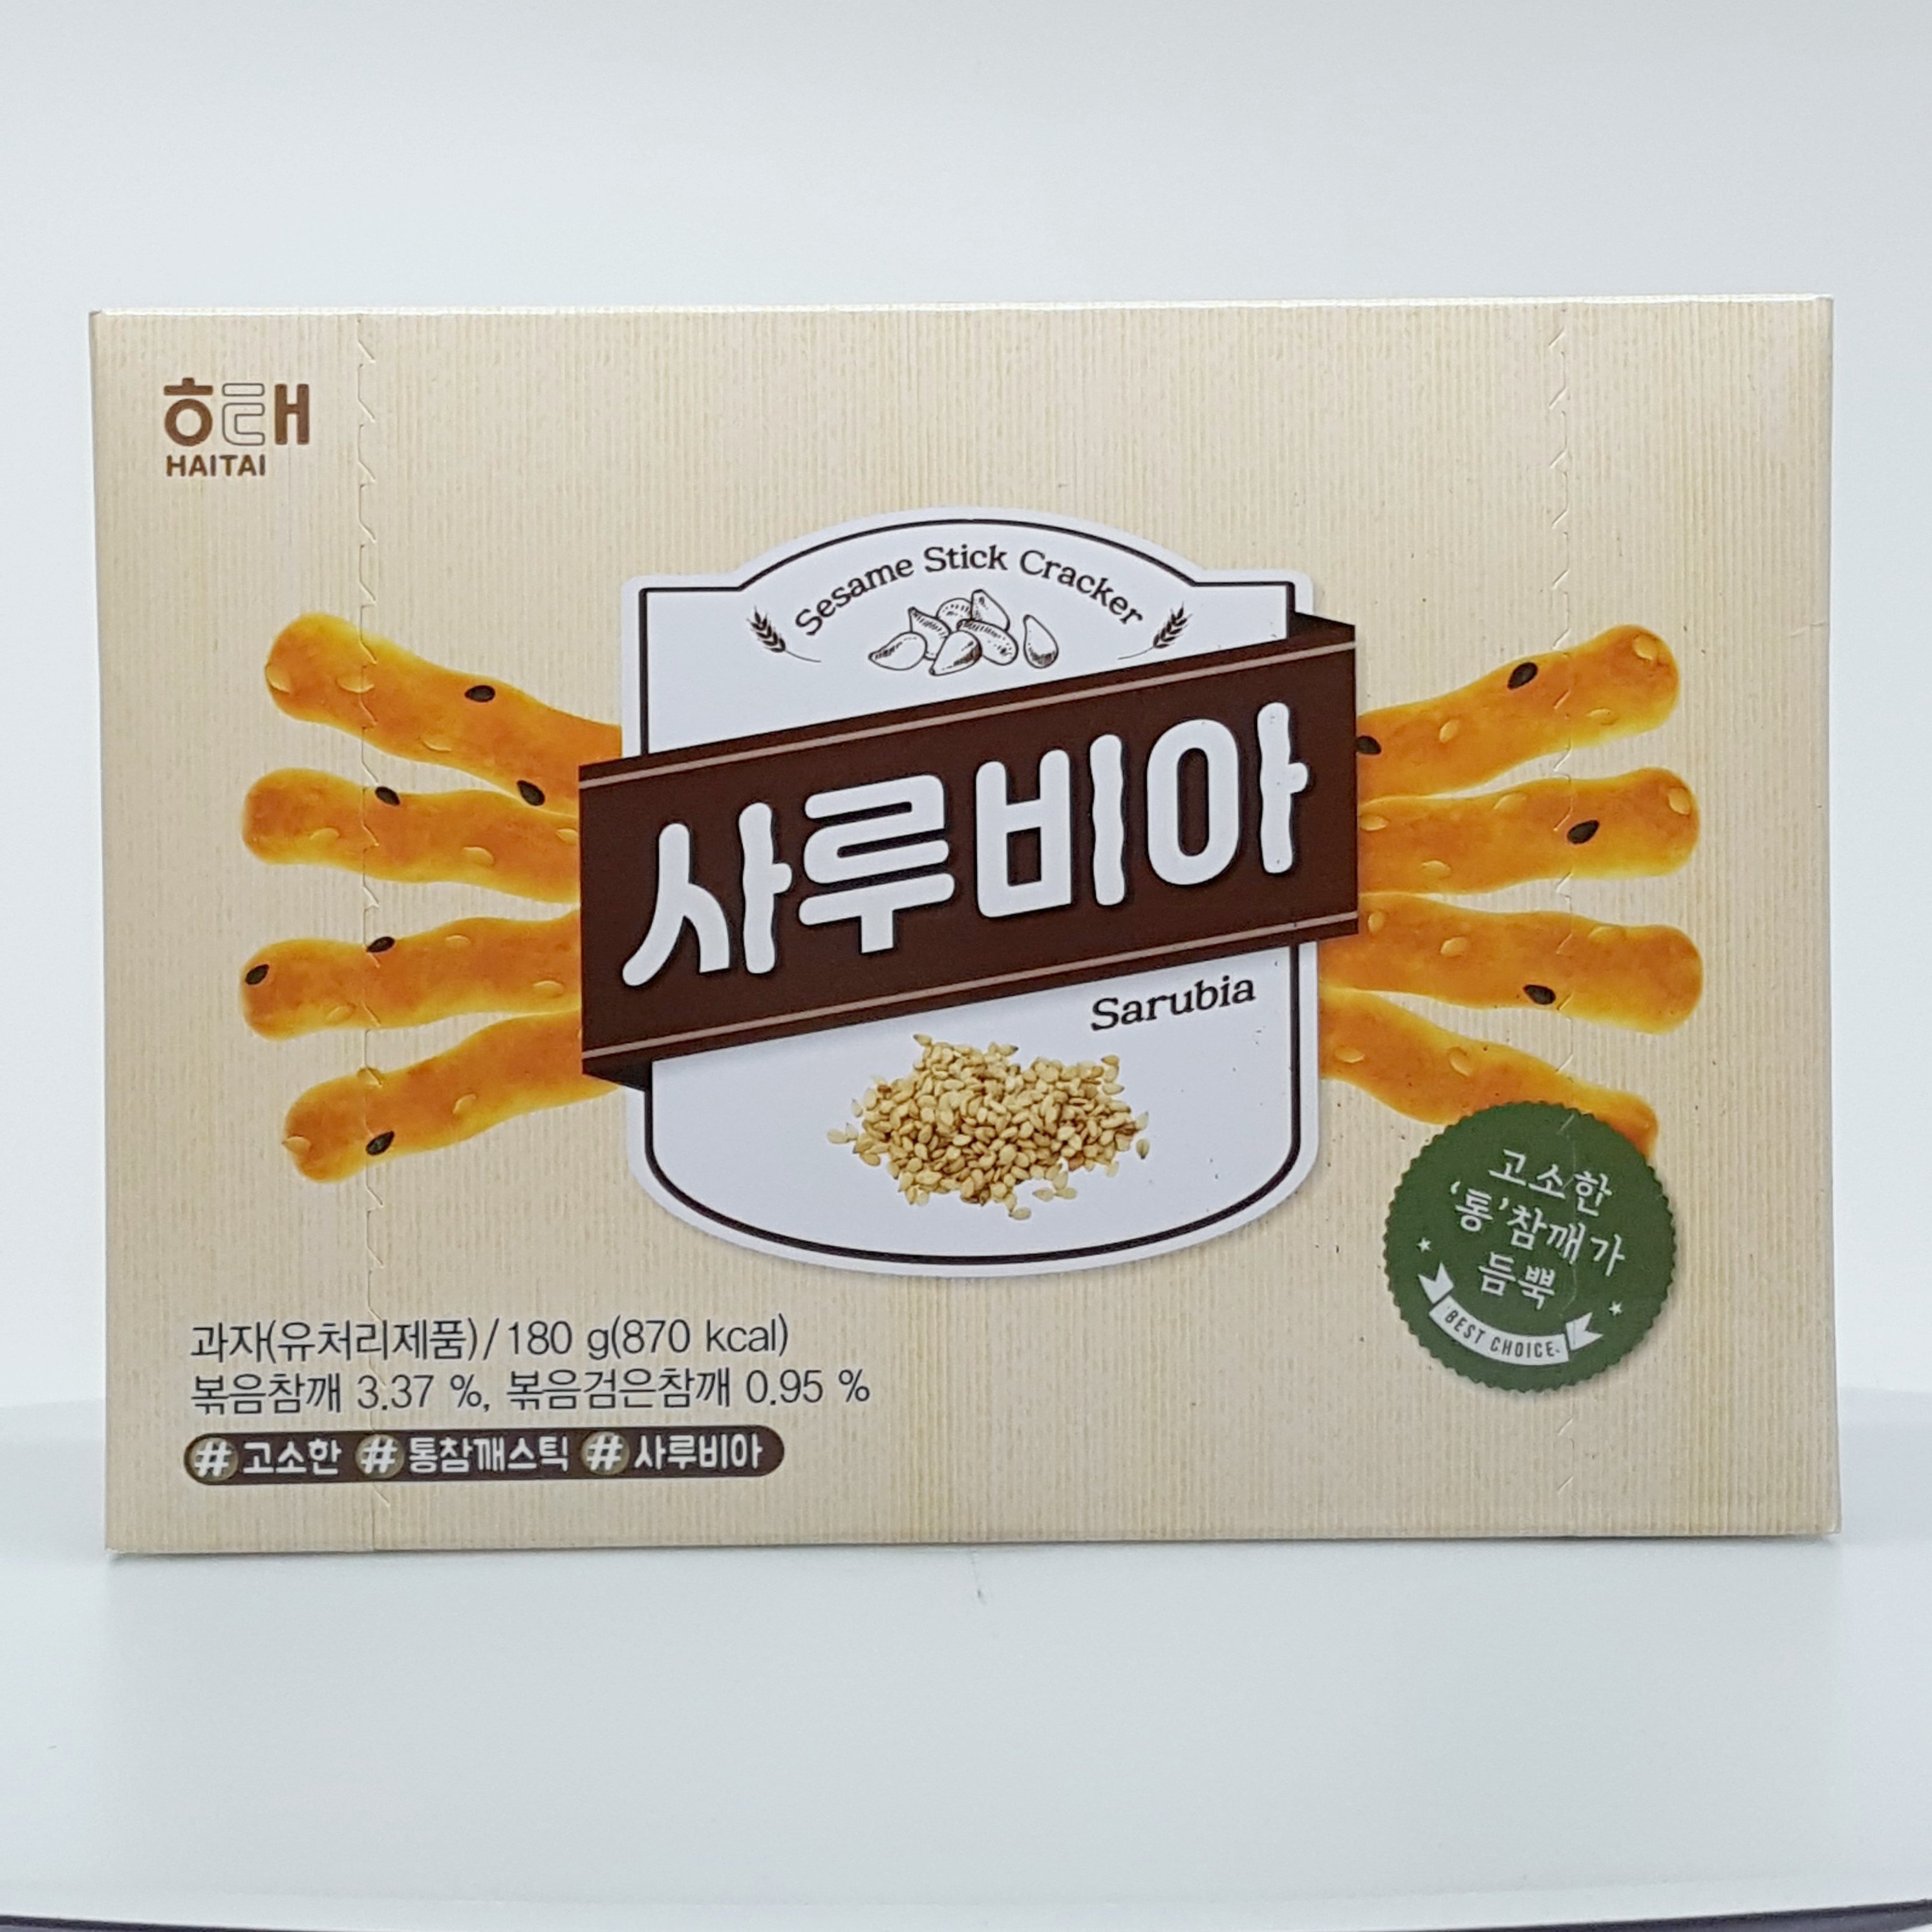 해태
HAITAI
Sesame Stick Cracker
사루비아
Sarubia
고소한
‘통’참깨가
듬뿍
BEST CHOICE
과자(유처리제품)/180 g(870 kcal)
볶음참깨 3.37 %, 볶음검은참깨 0.95 %
#고소한 #통참깨스틱 #사루비아